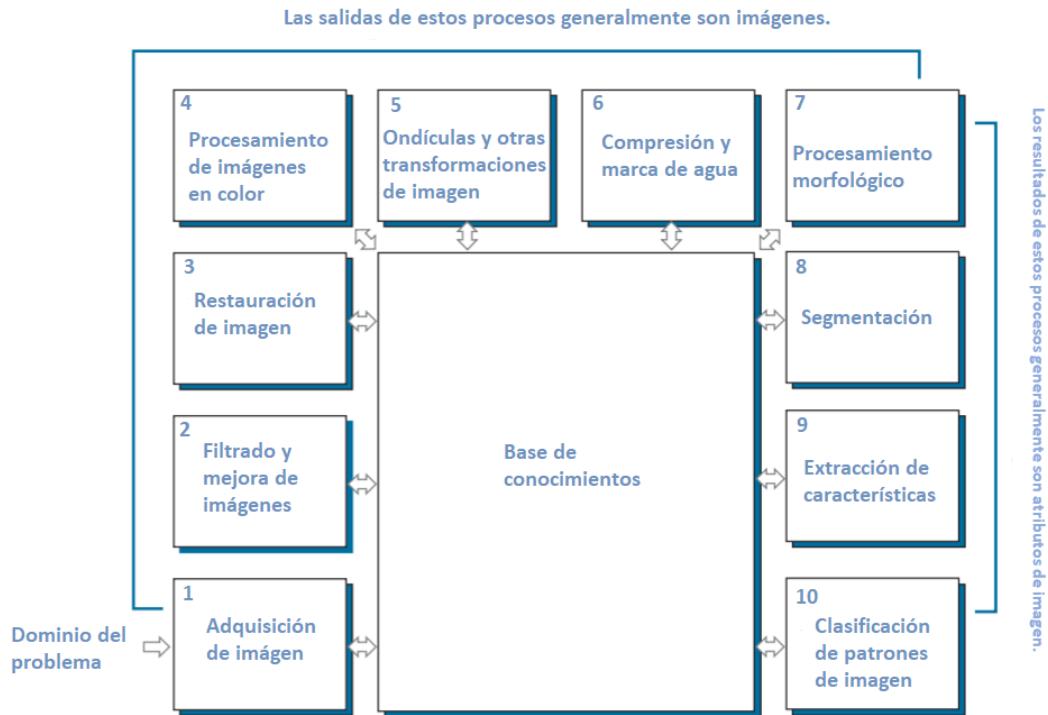 Las salidas de estos procesos generalmente son imágenes.
4
Procesamiento
de imágenes
en color
5
Ondículas y otras
transformaciones
de imagen
6
Compresión y
marca de agua
7
Procesamiento
morfológico
3
Restauración
de imagen
8
Segmentación
2
Filtrado y
mejora de
imágenes
Base de
conocimientos
9
Extracción de
características
1
Adquisición
de imágen
10
Clasificación
de patrones
de imagen
Dominio del
problema
Los resultados de estos procesos generalmente son atributos de imagen.